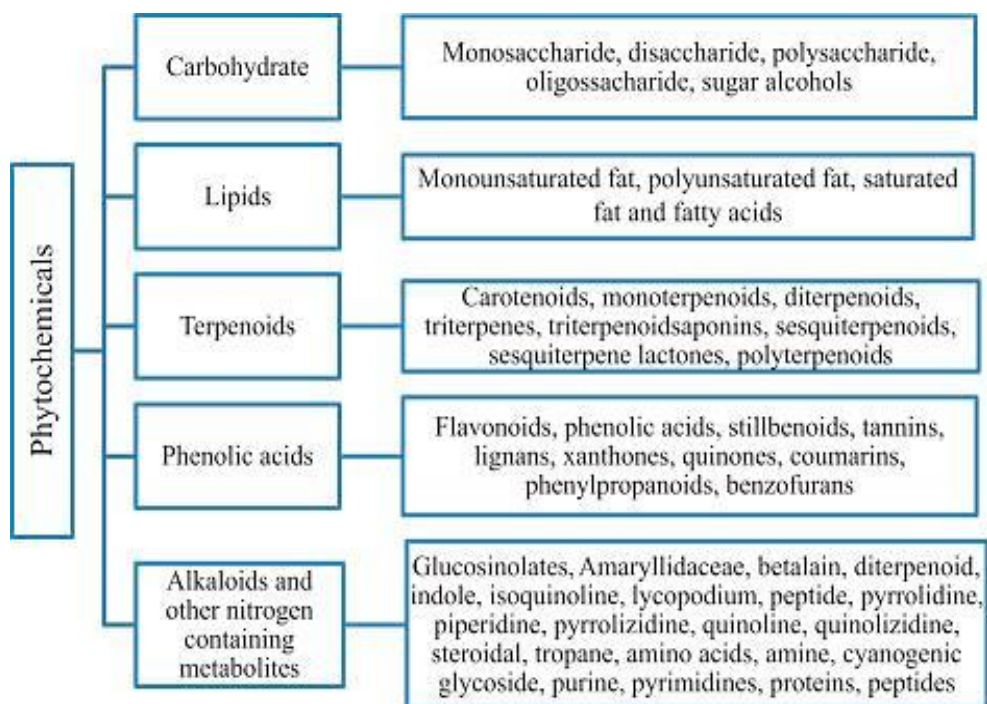 Phytochemicals
Carbohydrate
Monosaccharide, disaccharide, polysaccharide,
oligossacharide, sugar alcohols
Lipids
Monounsaturated fat, polyunsaturated fat, saturated
fat and fatty acids
Terpenoids
Carotenoids, monoterpenoids, diterpenoids,
triterpenes, triterpenoidsaponins, sesquiterpenoids,
sesquiterpene lactones, polyterpenoids
Phenolic acids
Flavonoids, phenolic acids, stillbenoids, tannins,
lignans, xanthones, quinones, coumarins,
phenylpropanoids, benzofurans
Alkaloids and
other nitrogen
containing
metabolites
Glucosinolates, Amaryllidaceae, betalain, diterpenoid,
indole, isoquinoline, lycopodium, peptide, pyrrolidine,
piperidine, pyrrolizidine, quinoline, quinolizidine,
steroidal, tropane, amino acids, amine, cyanogenic
glycoside, purine, pyrimidines, proteins, peptides